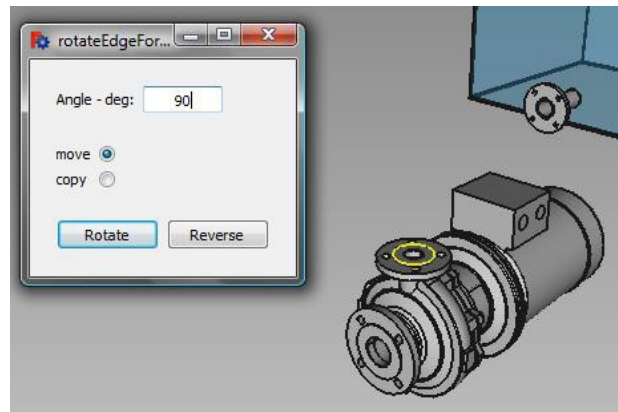 rotateEdgeFor...
Angle - deg: 90
move
copy
Rotate Reverse